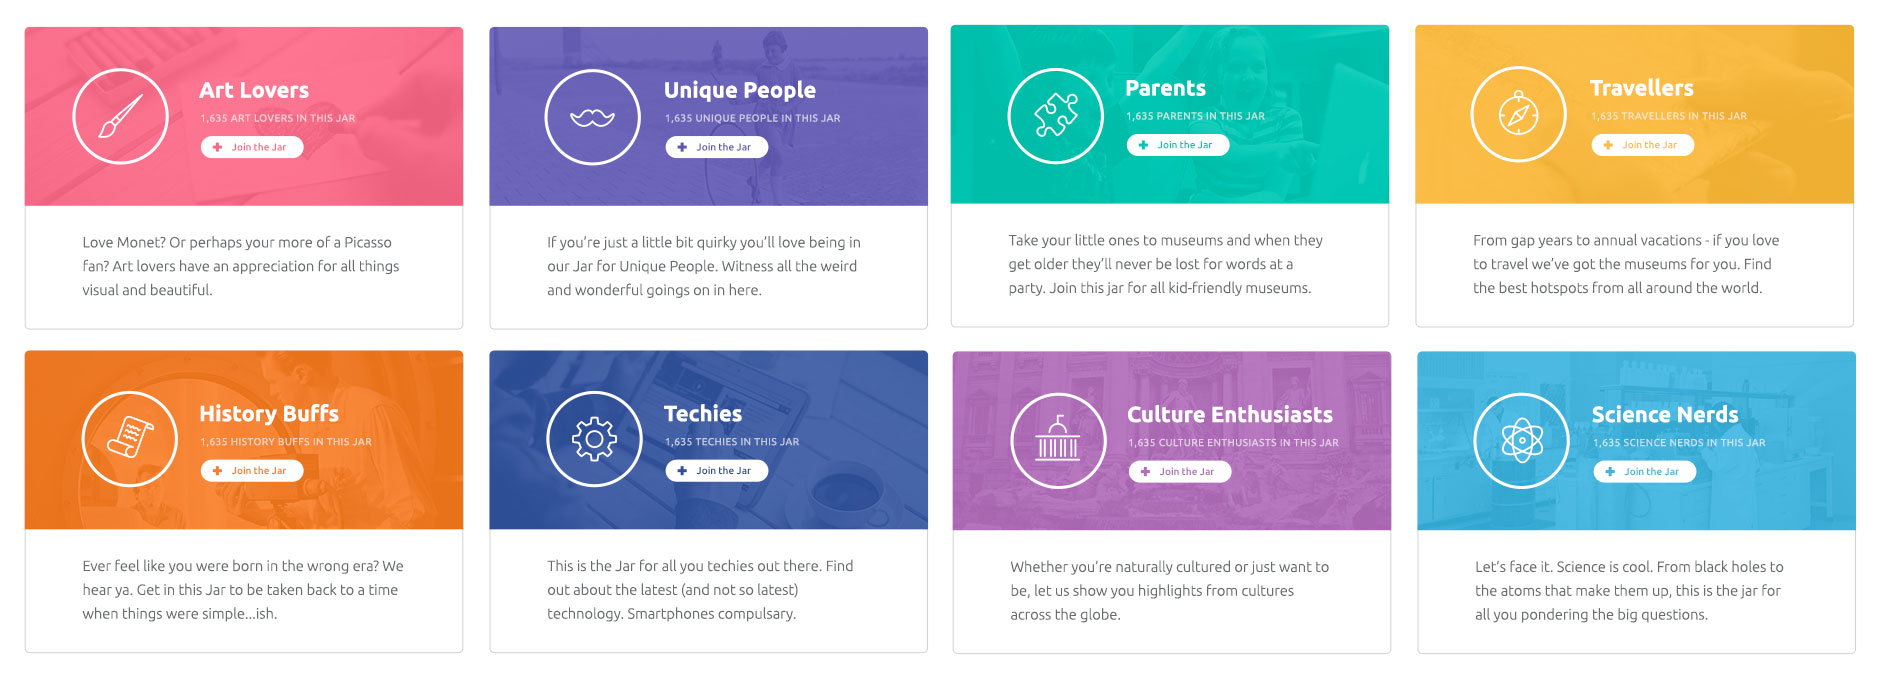 Art Lovers
1,635 ART LOVERS IN THIS JAR
Join the Jar
Love Monet? Or perhaps your more of a Picasso
fan? Art lovers have an appreciation for all things
visual and beautiful.
Unique People
1,635 UNIQUE PEOPLE IN THIS JAR
Join the Jar
If you’re just a little bit quirky you’ll love being in
our Jar for Unique People. Witness all the weird
and wonderful goings on in here.
Parents
1,635 PARENTS IN THIS JAR
Join the Jar
Take your little ones to museums and when they
get older they’ll never be lost for words at a
party. Join this jar for all kid-friendly museums.
Travellers
1,635 TRAVELLERS IN THIS JAR
Join the Jar
From gap years to annual vacations - if you love
to travel we’ve got the museums for you. Find
the best hotspots from all around the world.
History Buffs
1,635 HISTORY BUFFS IN THIS JAR
Join the Jar
Ever feel like you were born in the wrong era? We
hear ya. Get in this Jar to be taken back to a time
when things were simple...ish.
Techies
1,635 TECHIES IN THIS JAR
Join the Jar
This is the Jar for all you techies out there. Find
out about the latest (and not so latest)
technology. Smartphones compulsary.
Culture Enthusiasts
1,635 CULTURE ENTHUSIASTS IN THIS JAR
Join the Jar
Whether you’re naturally cultured or just want to
be, let us show you highlights from cultures
across the globe.
Science Nerds
1,635 SCIENCE NERDS IN THIS JAR
Join the Jar
Let’s face it. Science is cool. From black holes to
the atoms that make them up, this is the jar for
all you pondering the big questions.